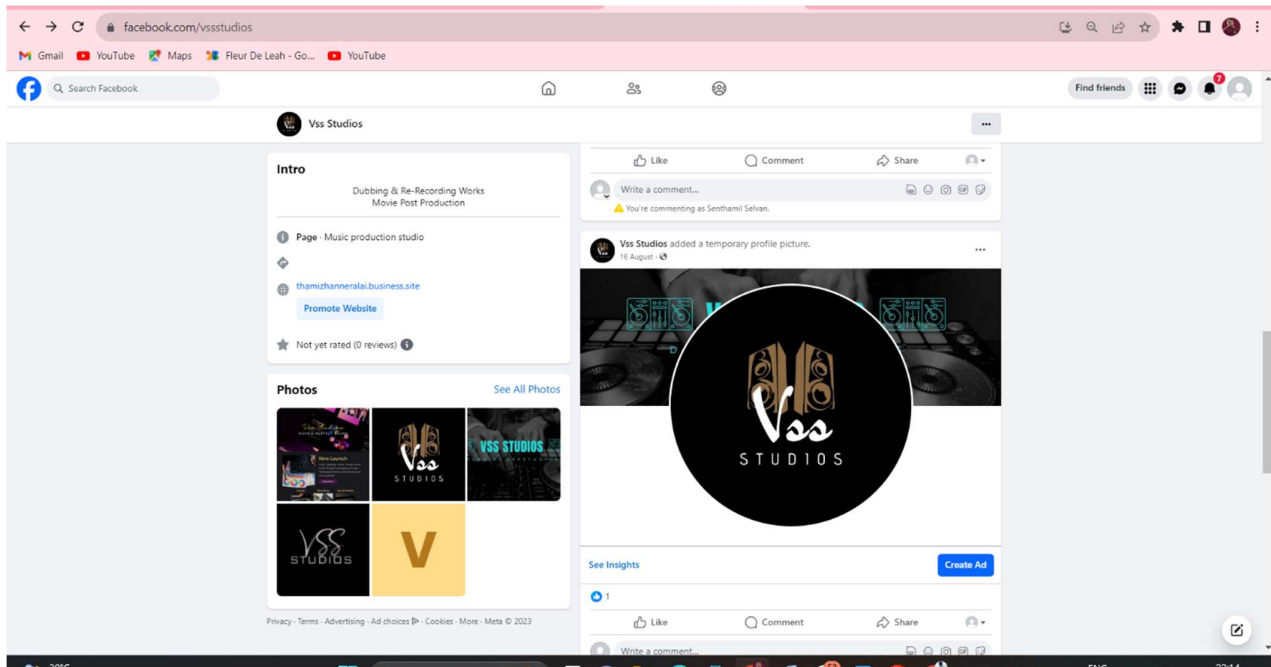 facebook.com/vssstudios
Gmail YouTube Maps Fleur De Leah - Go... YouTube
Search Facebook
Find friends
7
Vss Studios
Intro
Dubbing & Re-Recording Works
Movie Post Production
Page · Music production studio
thamizhanneralai.business.site
Promote Website
Not yet rated (0 reviews)
Photos
See All Photos
New Launch
Vss
STUDIOS
VSS STUDIOS
VSS
STUDIOS
V
Privacy · Terms · Advertising · Ad choices · Cookies · More · Meta © 2023
Like Comment Share
Write a comment...
You're commenting as Senthamil Selvan.
Vss Studios added a temporary profile picture.
16 August
Vss
STUDIOS
See Insights
Create Ad
1
Like Comment Share
Write a comment...